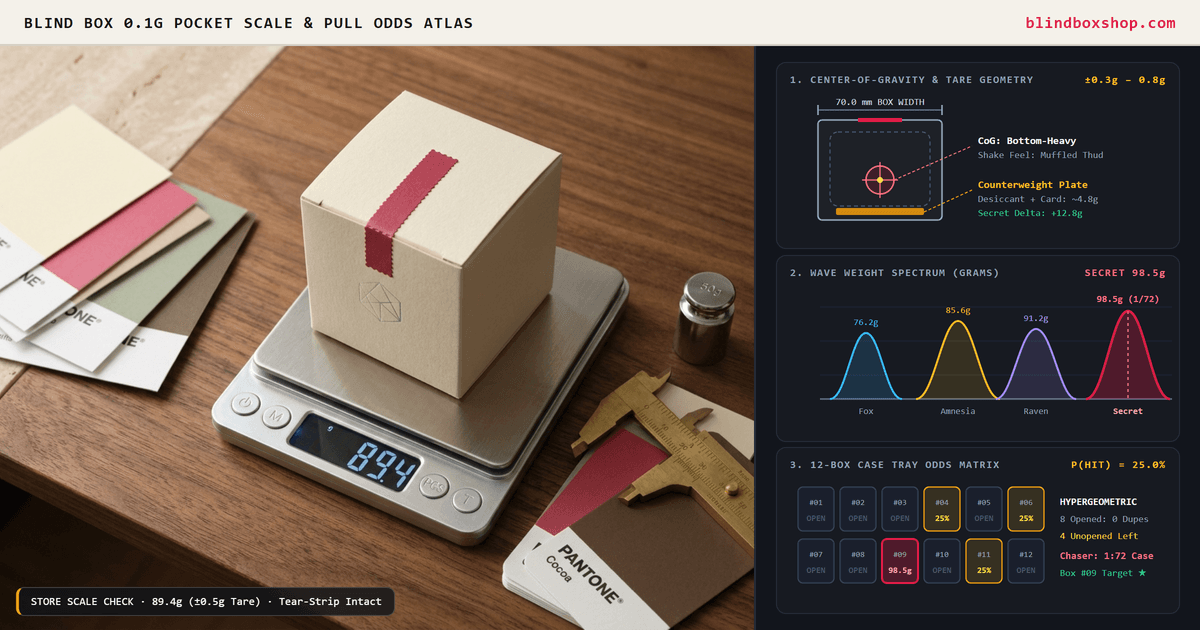 BLIND BOX 0.1G POCKET SCALE & PULL ODDS ATLAS
blindboxshop.com
NE®
ONE®
E®
50g
M
89.4
PCS
T
PANTONE®
Cocoa
STORE SCALE CHECK · 89.4g (±0.5g Tare) · Tear-Strip Intact
1. CENTER-OF-GRAVITY & TARE GEOMETRY
±0.3g – 0.8g
70.0 mm BOX WIDTH
CoG: Bottom-Heavy
Shake Feel: Muffled Thud
Counterweight Plate
Desiccant + Card: ~4.8g
Secret Delta: +12.8g
2. WAVE WEIGHT SPECTRUM (GRAMS)
SECRET 98.5g
76.2g
85.6g
91.2g
98.5g (1/72)
Fox
Amnesia
Raven
Secret
3. 12-BOX CASE TRAY ODDS MATRIX
P(HIT) = 25.0%
#01 #02 #03 #04 #05 #06
OPEN OPEN OPEN 25% OPEN 25%
#07 #08 #09 #10 #11 #12
OPEN OPEN 98.5g OPEN 25% OPEN
HYPERGEOMETRIC
8 Opened: 0 Dupes
4 Unopened Left
Chaser: 1:72 Case
Box #09 Target ★